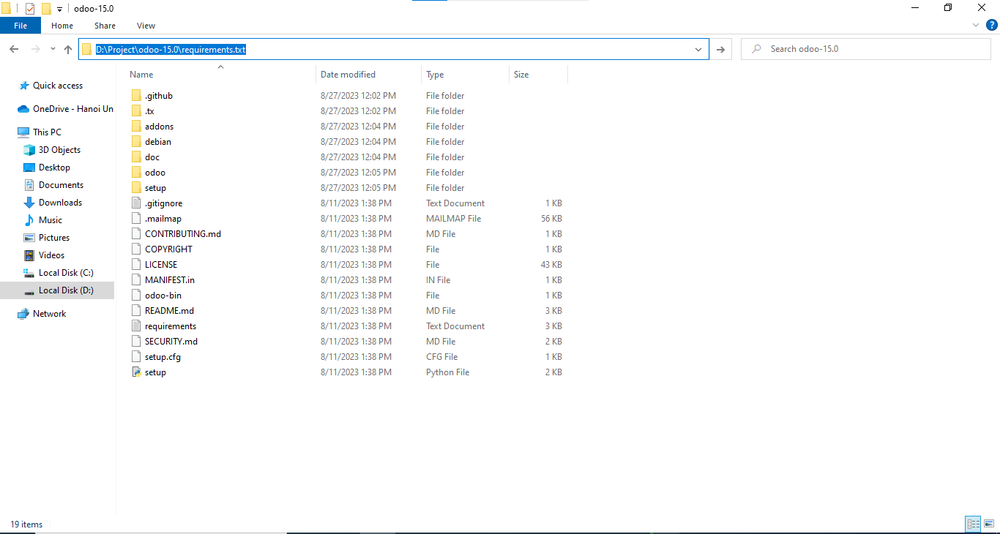 odoo-15.0
File Home Share View
D:\Project\odoo-15.0\requirements.txt Search odoo-15.0
Name Date modified Type Size
Quick access
OneDrive - Hanoi Un
This PC
3D Objects
Desktop
Documents
Downloads
Music
Pictures
Videos
Local Disk (C:)
Local Disk (D:)
Network
.github 8/27/2023 12:02 PM File folder
.tx 8/27/2023 12:02 PM File folder
addons 8/27/2023 12:04 PM File folder
debian 8/27/2023 12:04 PM File folder
doc 8/27/2023 12:04 PM File folder
odoo 8/27/2023 12:05 PM File folder
setup 8/27/2023 12:05 PM File folder
.gitignore 8/11/2023 1:38 PM Text Document 1 KB
.mailmap 8/11/2023 1:38 PM MAILMAP File 56 KB
CONTRIBUTING.md 8/11/2023 1:38 PM MD File 1 KB
COPYRIGHT 8/11/2023 1:38 PM File 1 KB
LICENSE 8/11/2023 1:38 PM File 43 KB
MANIFEST.in 8/11/2023 1:38 PM IN File 1 KB
odoo-bin 8/11/2023 1:38 PM File 1 KB
README.md 8/11/2023 1:38 PM MD File 3 KB
requirements 8/11/2023 1:38 PM Text Document 3 KB
SECURITY.md 8/11/2023 1:38 PM MD File 2 KB
setup.cfg 8/11/2023 1:38 PM CFG File 1 KB
setup 8/11/2023 1:38 PM Python File 2 KB
19 items